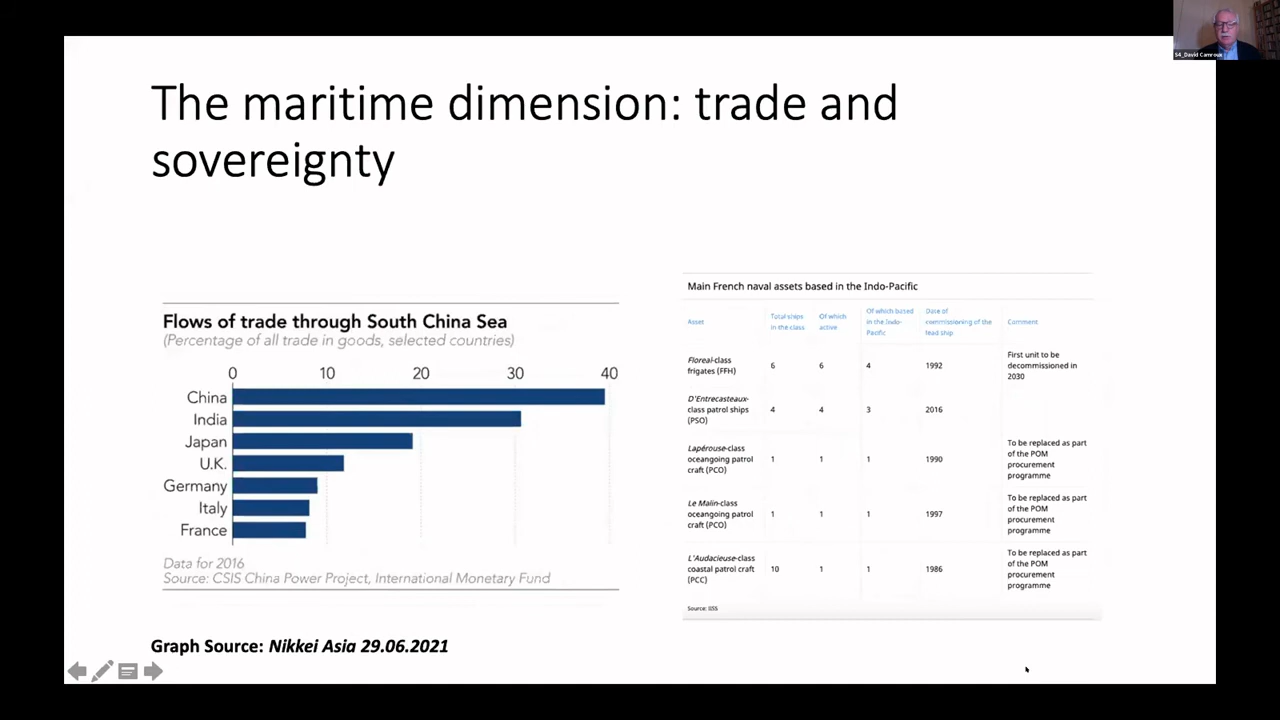 S4_David Camroux
The maritime dimension: trade and
sovereignty
Flows of trade through South China Sea
(Percentage of all trade in goods, selected countries)
0 10 20 30 40
China
India
Japan
U.K.
Germany
Italy
France
Data for 2016
Source: CSIS China Power Project, International Monetary Fund
Graph Source: Nikkei Asia 29.06.2021
Main French naval assets based in the Indo-Pacific
Asset
Total ships
in the class
Of which
active
Of which based
in the Indo-
Pacific
Date of
commissioning of the
lead ship
Comment
Floreal-class
frigates (FFH)
6
6
4
1992
First unit to be
decommissioned in
2030
D'Entrecasteaux-
class patrol ships
(PSO)
4
4
3
2016
Lapérouse-class
oceangoing patrol
craft (PCO)
1
1
1
1990
To be replaced as part
of the POM
procurement
programme
Le Malin-class
oceangoing patrol
craft (PCO)
1
1
1
1997
To be replaced as part
of the POM
procurement
programme
L'Audacieuse-class
coastal patrol craft
(PCC)
10
1
1
1986
To be replaced as part
of the POM
procurement
programme
Source: IISS